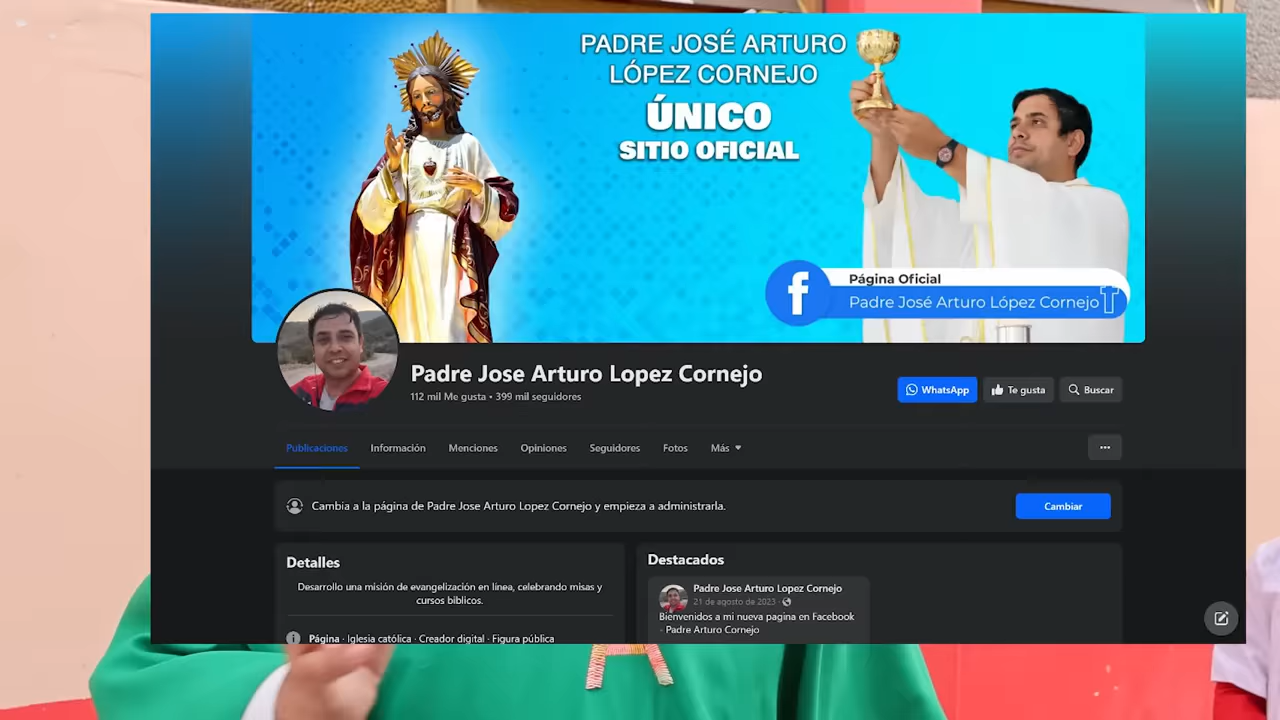 PADRE JOSÉ ARTURO
LÓPEZ CORNEJO
ÚNICO
SITIO OFICIAL
Página Oficial
Padre José Arturo López Cornejo
Padre Jose Arturo Lopez Cornejo
112 mil Me gusta • 399 mil seguidores
WhatsApp
Te gusta
Buscar
Publicaciones
Información
Menciones
Opiniones
Seguidores
Fotos
Más
Cambia a la página de Padre Jose Arturo Lopez Cornejo y empieza a administrarla.
Cambiar
Detalles
Desarrollo una misión de evangelización en línea, celebrando misas y
cursos bíblicos.
Página · Iglesia católica · Creador digital · Figura pública
Destacados
Padre Jose Arturo Lopez Cornejo
21 de agosto de 2023
Bienvenidos a mi nueva pagina en Facebook
- Padre Arturo Cornejo